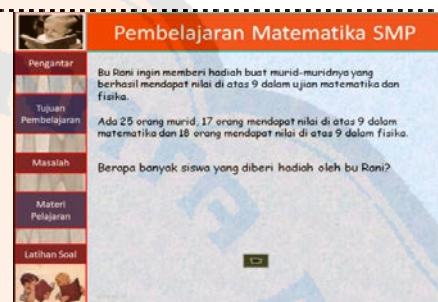 Pembelajaran Matematika SMP
Pengantar
Tujuan
Pembelajaran
Masalah
Materi
Pelajaran
Latihan Soal
Bu Rani ingin memberi hadiah buat murid-muridnya yang
berhasil mendapat nilai di atas 9 dalam ujian matematika dan
fisika.
Ada 25 orang murid, 17 orang mendapat nilai di atas 9 dalam
matematika dan 18 orang mendapat nilai di atas 9 dalam fisika.
Berapa banyak siswa yang diberi hadiah oleh bu Rani?